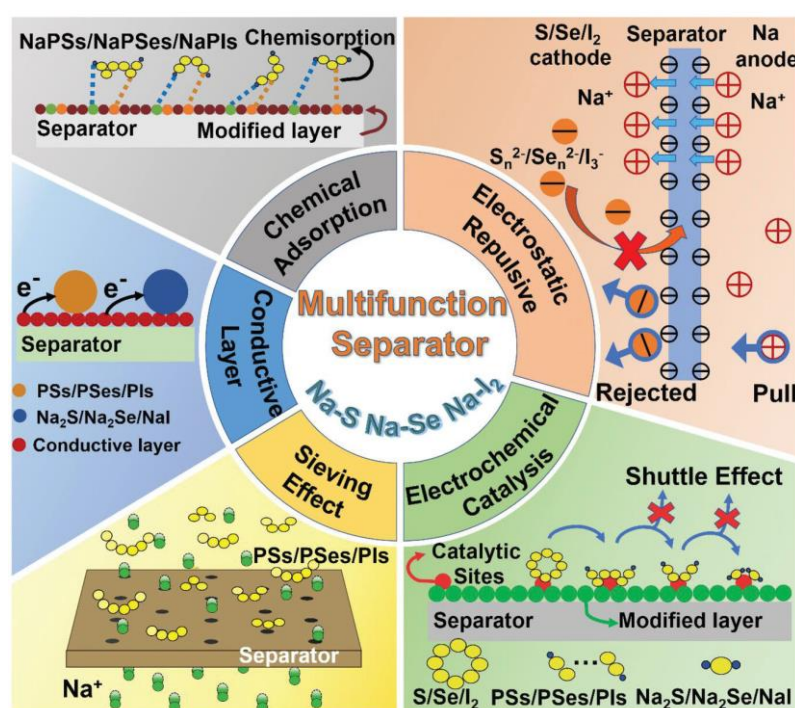 NaPSs/NaPSes/NaPIs
Chemisorption
Separator
Modified layer
S/Se/I₂
cathode
Separator
Na
anode
Na⁺
Na⁺
Sₙ²⁻/Seₙ²⁻/I₃⁻
Rejected
Pull
Chemical
Adsorption
Electrostatic
Repulsive
Conductive
Layer
Multifunction
Separator
Na-S Na-Se Na-I₂
Sieving
Effect
Electrochemical
Catalysis
e⁻
e⁻
Separator
PSs/PSes/PIs
Na₂S/Na₂Se/NaI
Conductive layer
PSs/PSes/PIs
Separator
Na⁺
Shuttle Effect
Catalytic
Sites
Separator
Modified layer
S/Se/I₂
PSs/PSes/PIs
Na₂S/Na₂Se/NaI